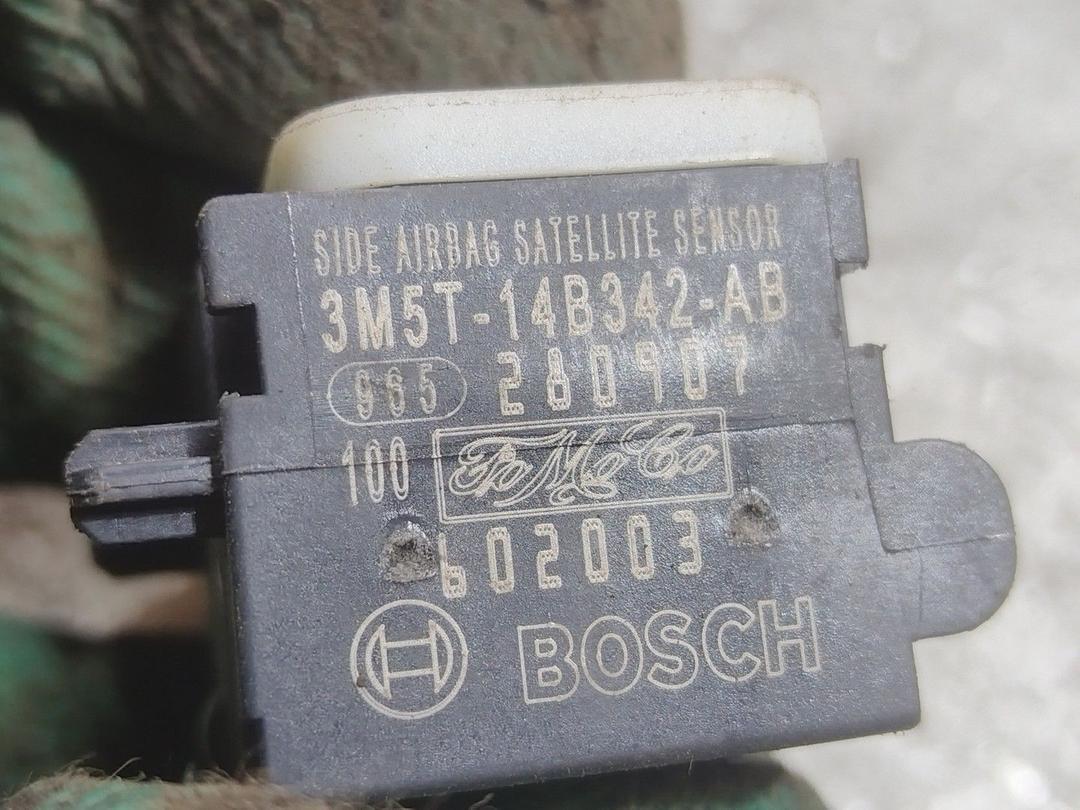 SIDE AIRBAG SATELLITE SENSOR
3M5T-14B342-AB
965 280907
100 FoMoCo
602003
BOSCH